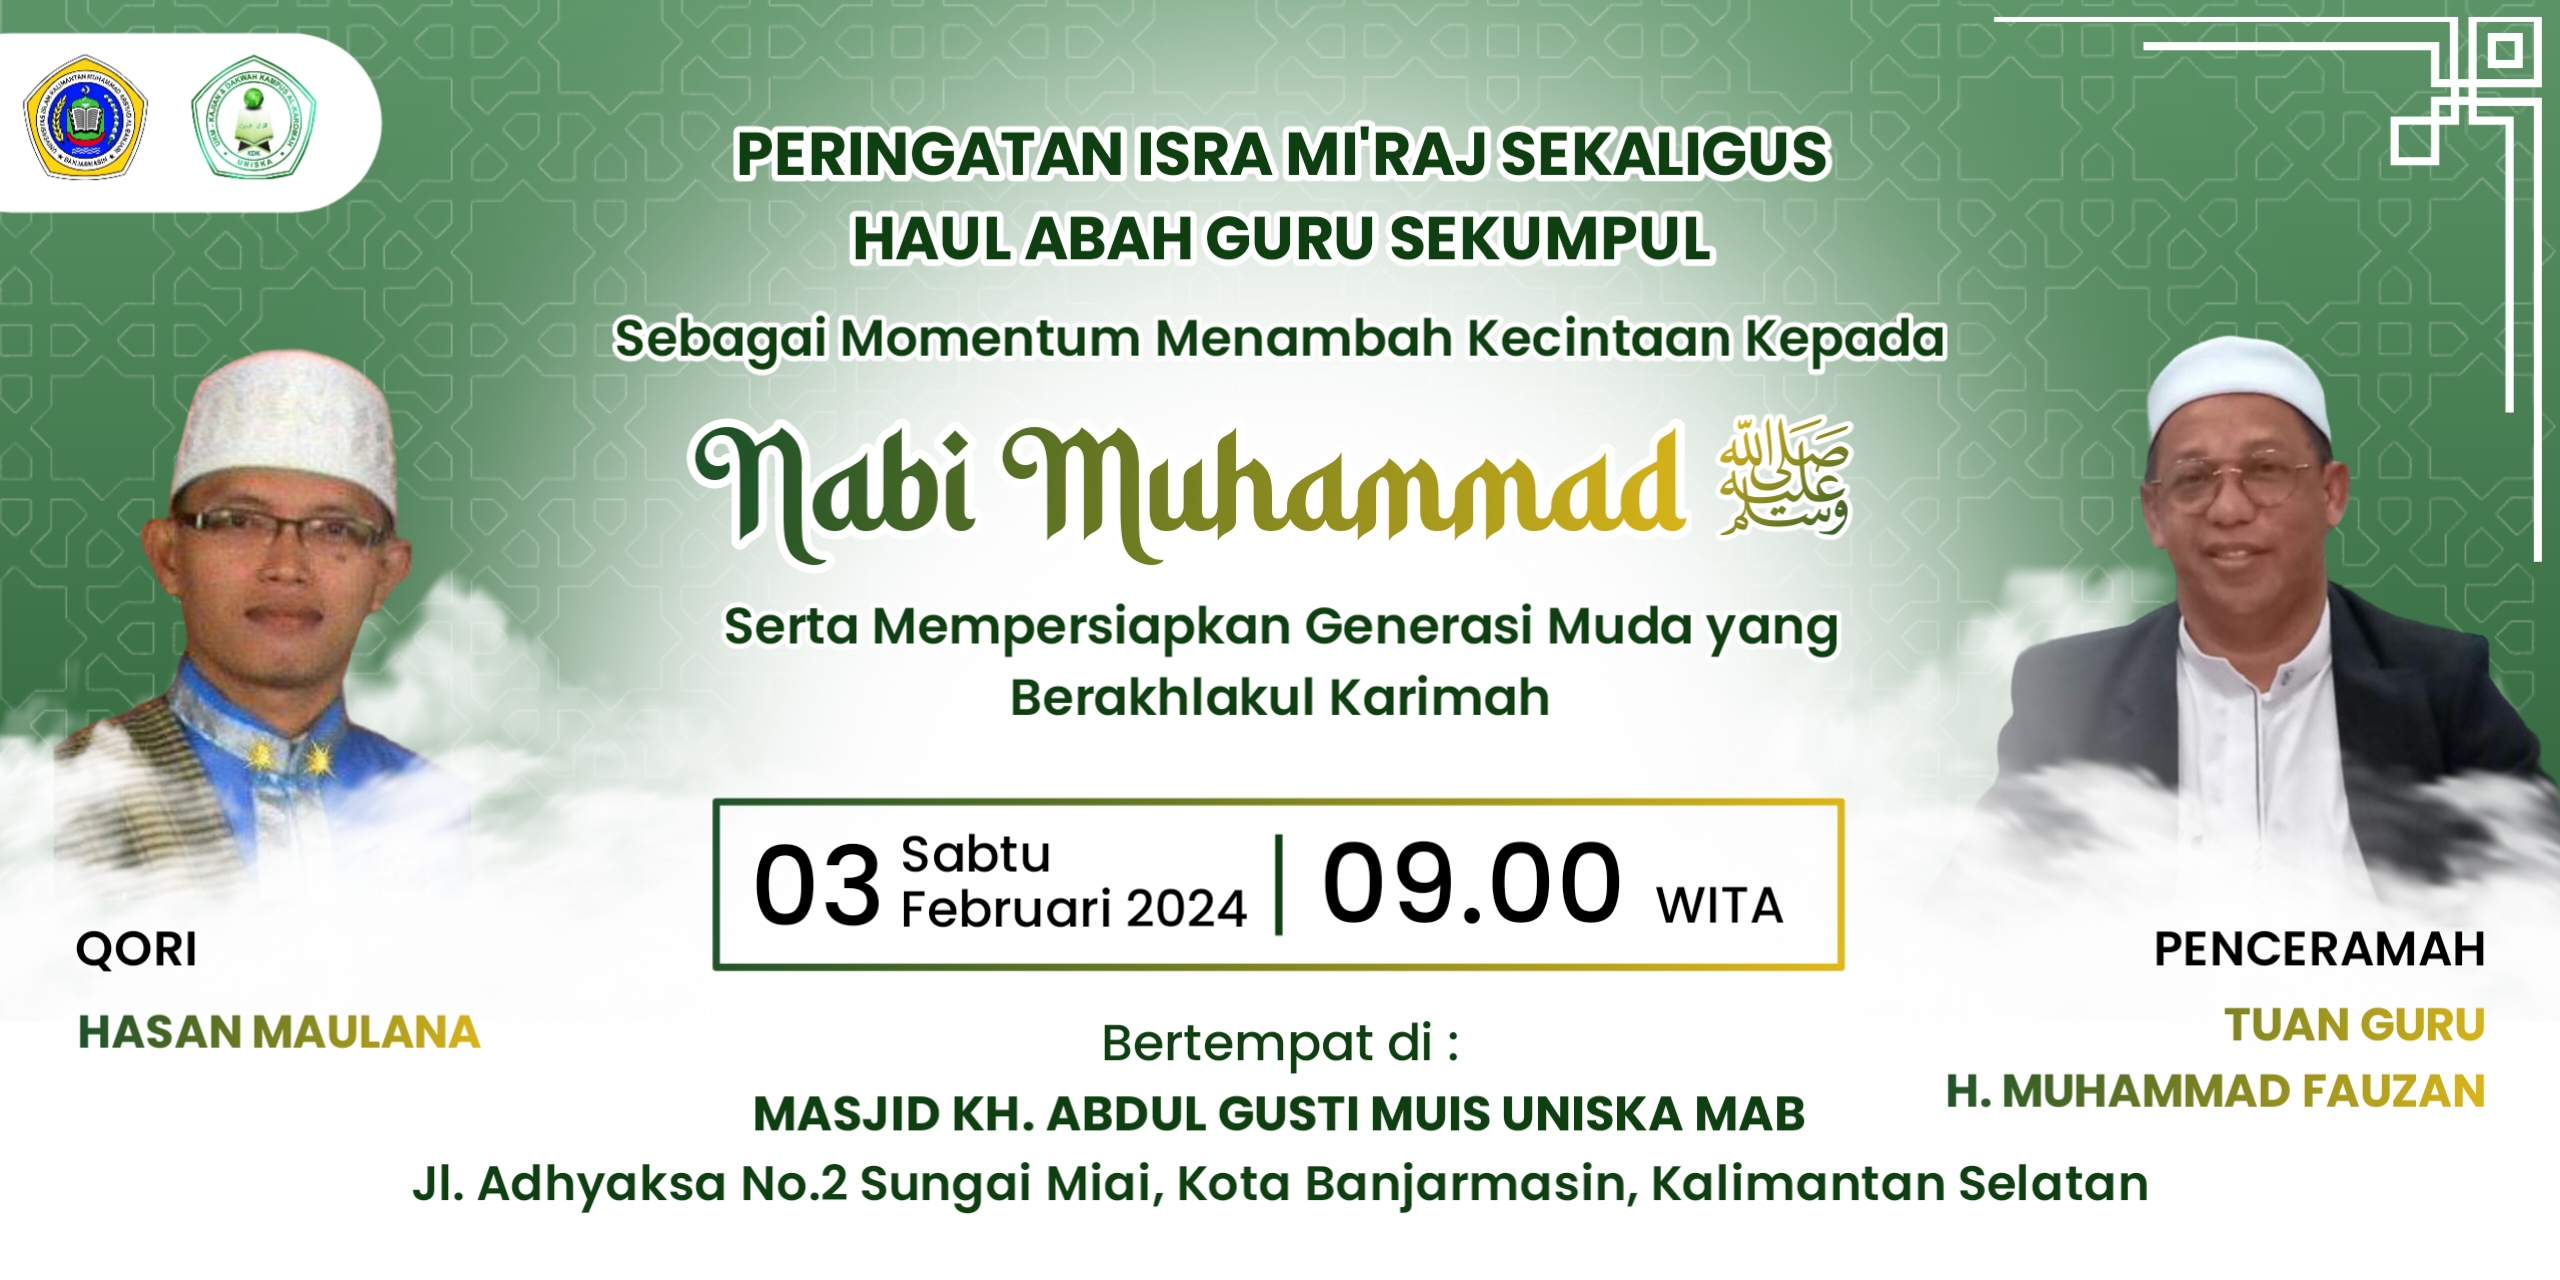 PERINGATAN ISRA MI'RAJ SEKALIGUS
HAUL ABAH GURU SEKUMPUL
Sebagai Momentum Menambah Kecintaan Kepada
Nabi Muhammad ﷺ
Serta Mempersiapkan Generasi Muda yang
Berakhlakul Karimah
03 Sabtu
Februari 2024
09.00 WITA
QORI
HASAN MAULANA
PENCERAMAH
TUAN GURU
H. MUHAMMAD FAUZAN
Bertempat di :
MASJID KH. ABDUL GUSTI MUIS UNISKA MAB
Jl. Adhyaksa No.2 Sungai Miai, Kota Banjarmasin, Kalimantan Selatan
BANJARMASIN
KDK
UNISKA